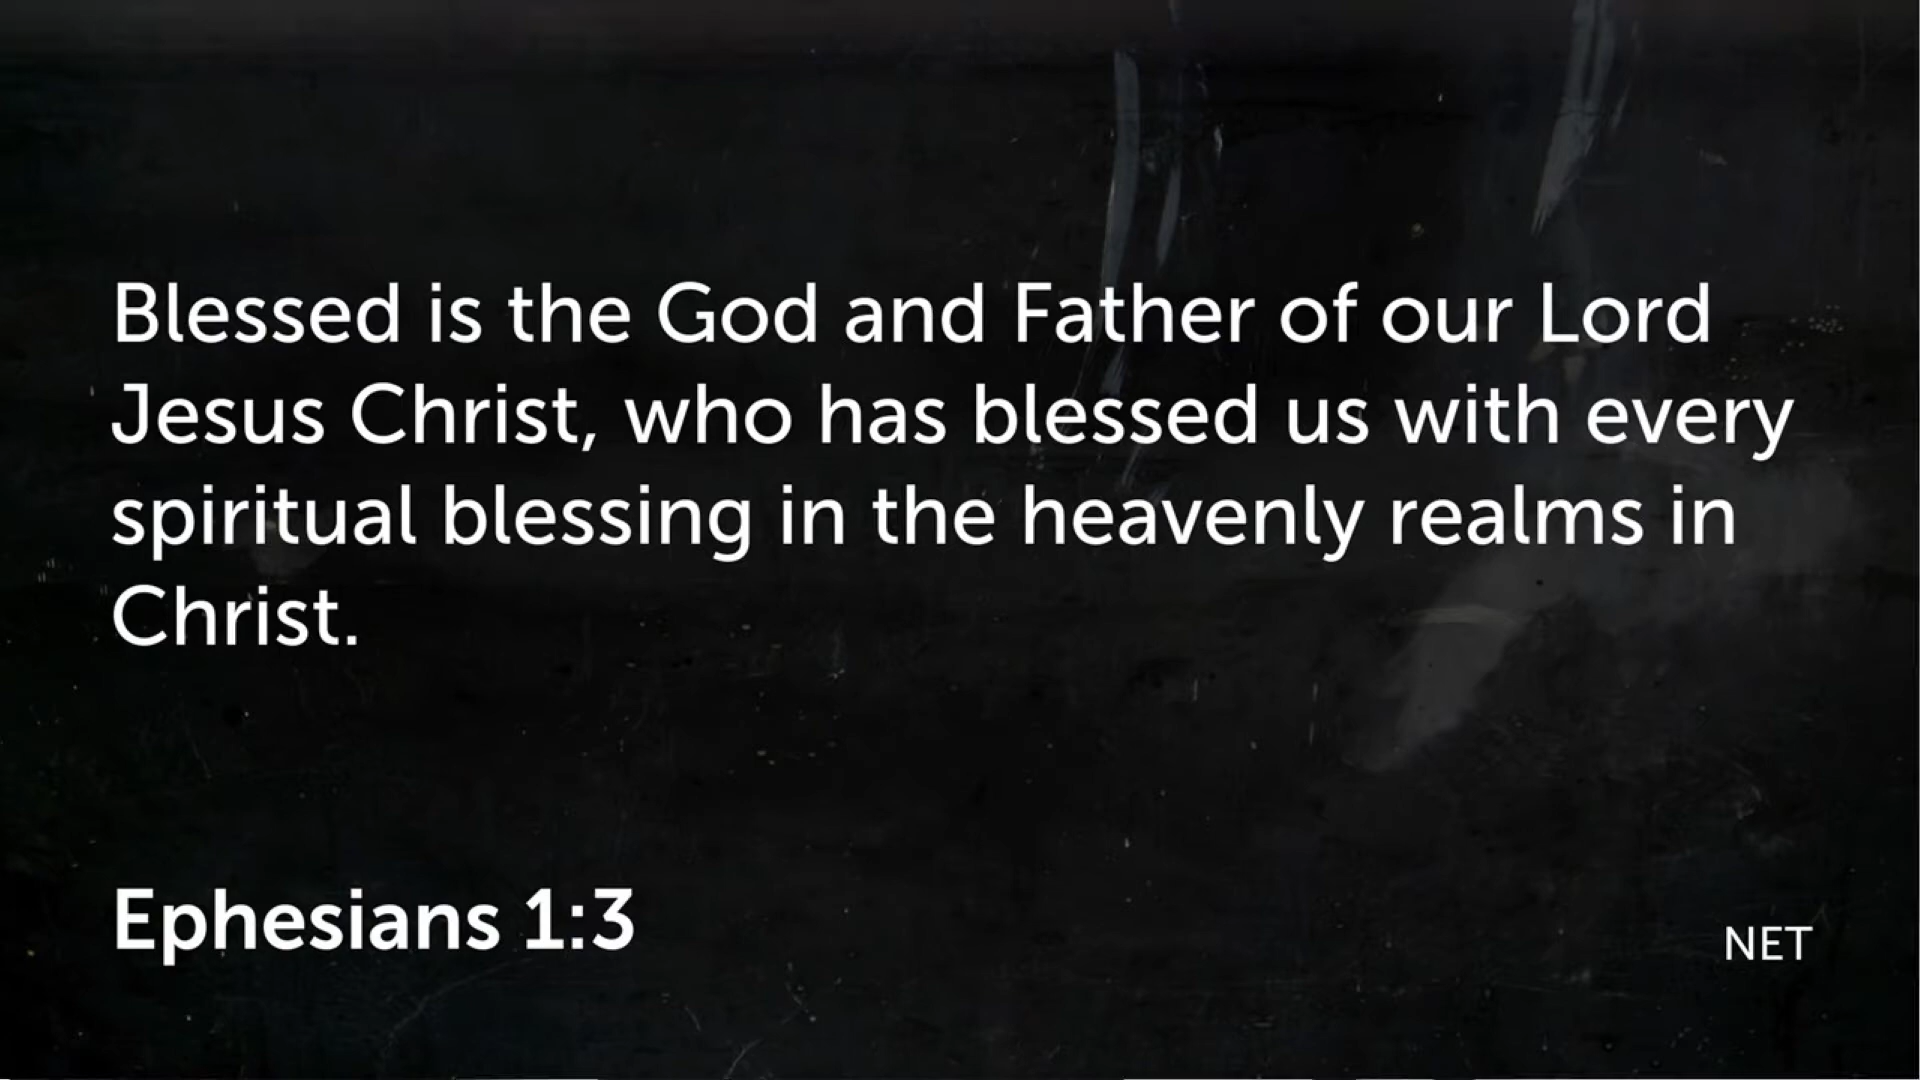 Blessed is the God and Father of our Lord
Jesus Christ, who has blessed us with every
spiritual blessing in the heavenly realms in
Christ.
Ephesians 1:3
NET